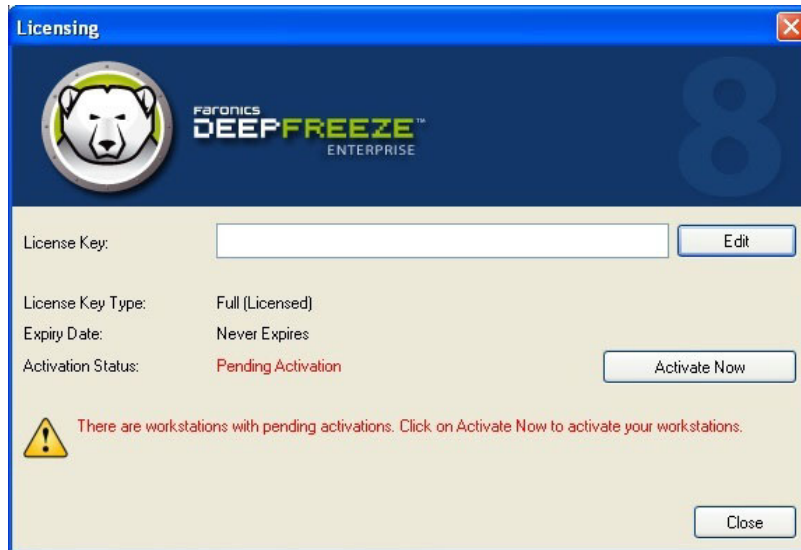 Licensing
8
Faronics
DEEPFREEZE™
ENTERPRISE
License Key:
Edit
License Key Type: Full (Licensed)
Expiry Date: Never Expires
Activation Status: Pending Activation
Activate Now
There are workstations with pending activations. Click on Activate Now to activate your workstations.
Close